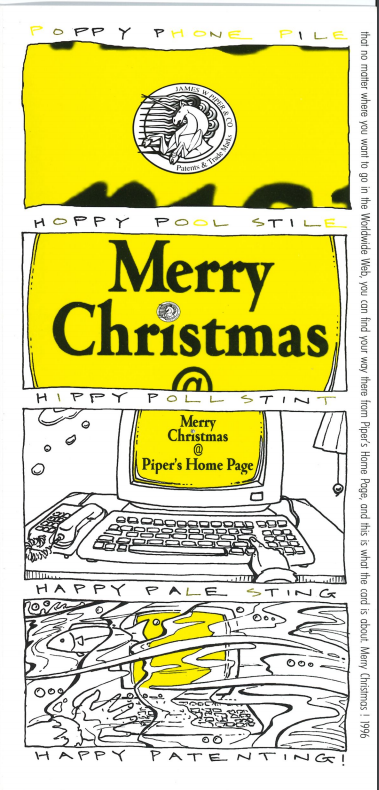 POPPY PHONE PILE
JAMES W PIPER & CO
Patents & Trade Marks
HOPPY POOL STILE
Merry
Christmas
@
HIPPY POLL STINT
Merry
Christmas
@
Piper's Home Page
HAPPY PALE STING
HAPPY PATENTING!
that no matter where you want to go in the Worldwide Web, you can find your way there from Piper's Home Page, and this is what the card is about. Merry Christmas ! 1996